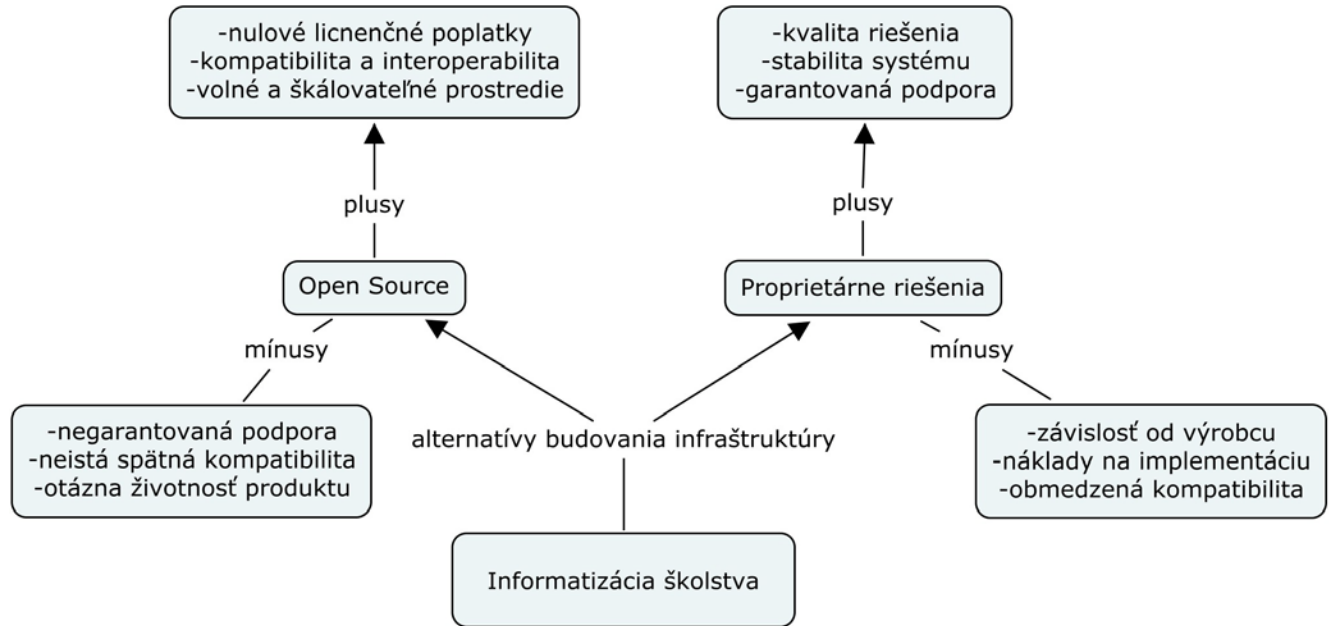 -nulové licnenčné poplatky
-kompatibilita a interoperabilita
-volné a škálovateľné prostredie
-kvalita riešenia
-stabilita systému
-garantovaná podpora
plusy
plusy
Open Source
Proprietárne riešenia
mínusy
mínusy
-negarantovaná podpora
-neistá spätná kompatibilita
-otázna životnosť produktu
alternatívy budovania infraštruktúry
-závislosť od výrobcu
-náklady na implementáciu
-obmedzená kompatibilita
Informatizácia školstva